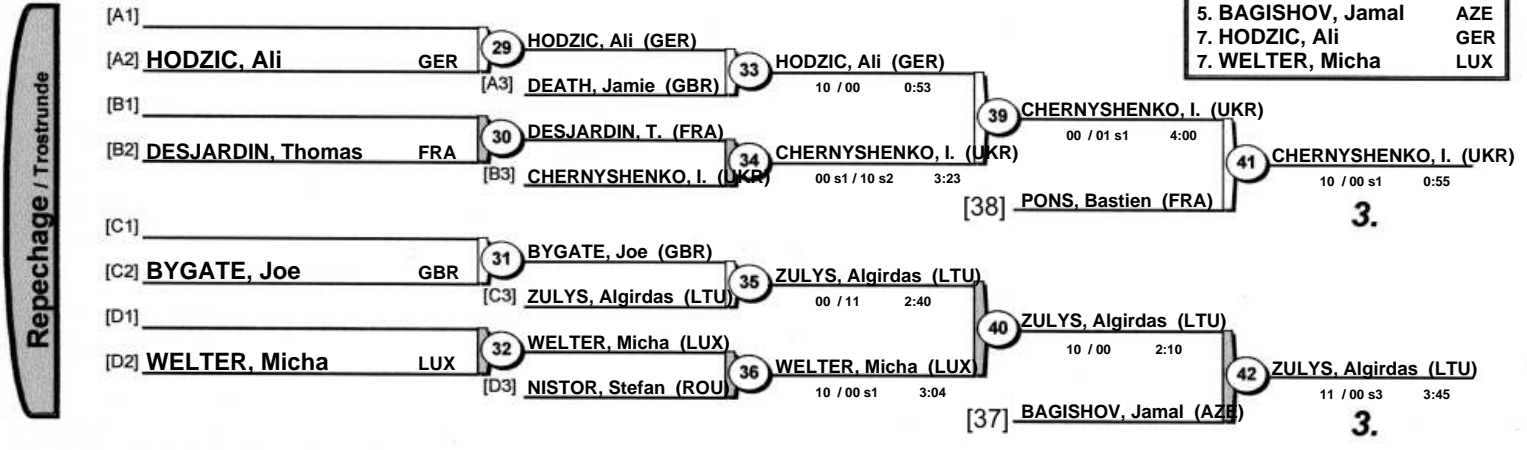 Repechage / Trostrunde
5. BAGISHOV, Jamal AZE
7. HODZIC, Ali GER
7. WELTER, Micha LUX
[A1]
[A2] HODZIC, Ali GER
29
HODZIC, Ali (GER)
[A3] DEATH, Jamie (GBR)
33
HODZIC, Ali (GER)
10 / 00 0:53
[B1]
[B2] DESJARDIN, Thomas FRA
30
DESJARDIN, T. (FRA)
[B3] CHERNYSHENKO, I. (UKR)
34
CHERNYSHENKO, I. (UKR)
00 s1 / 10 s2 3:23
39
CHERNYSHENKO, I. (UKR)
00 / 01 s1 4:00
[38] PONS, Bastien (FRA)
41
CHERNYSHENKO, I. (UKR)
10 / 00 s1 0:55
3.
[C1]
[C2] BYGATE, Joe GBR
31
BYGATE, Joe (GBR)
[C3] ZULYS, Algirdas (LTU)
35
ZULYS, Algirdas (LTU)
00 / 11 2:40
[D1]
[D2] WELTER, Micha LUX
32
WELTER, Micha (LUX)
[D3] NISTOR, Stefan (ROU)
36
WELTER, Micha (LUX)
10 / 00 s1 3:04
40
ZULYS, Algirdas (LTU)
10 / 00 2:10
[37] BAGISHOV, Jamal (AZE)
42
ZULYS, Algirdas (LTU)
11 / 00 s3 3:45
3.